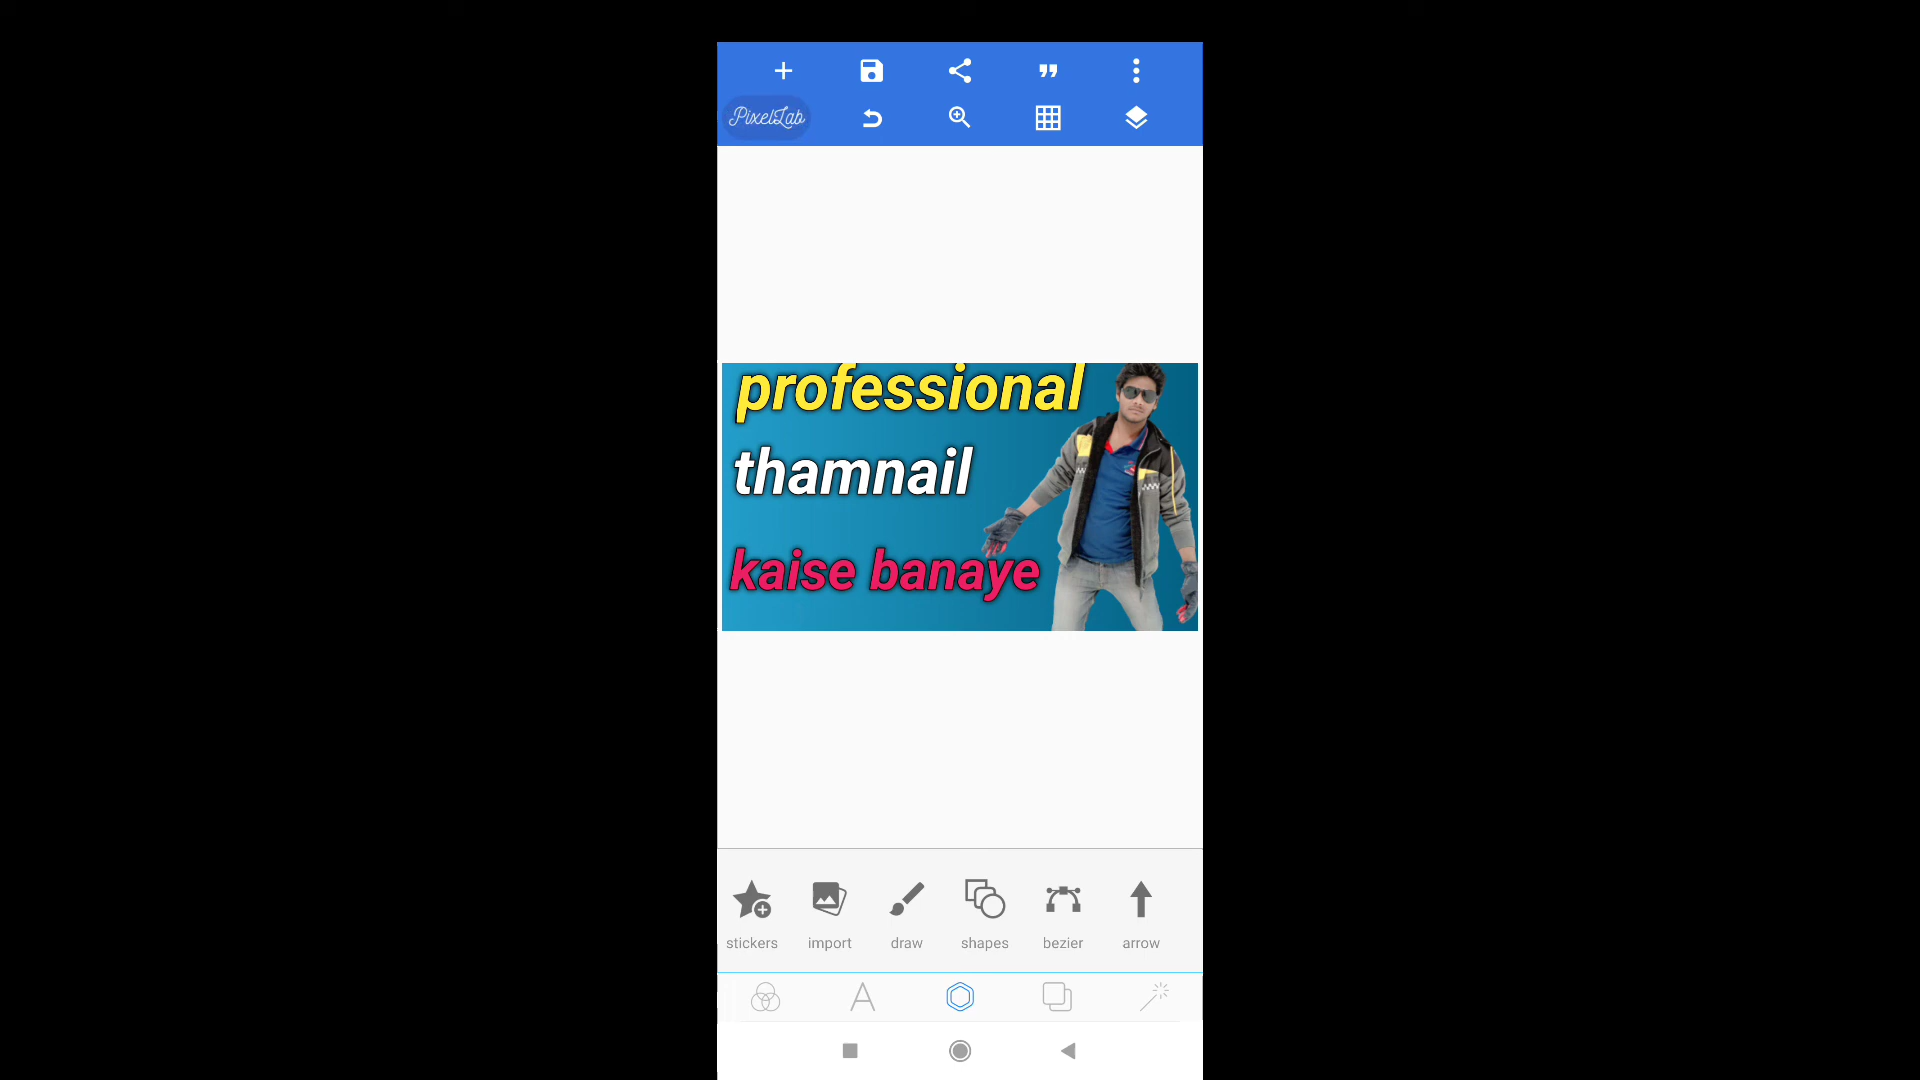 PixelLab
professional
thamnail
kaise banaye
stickers import draw shapes bezier arrow